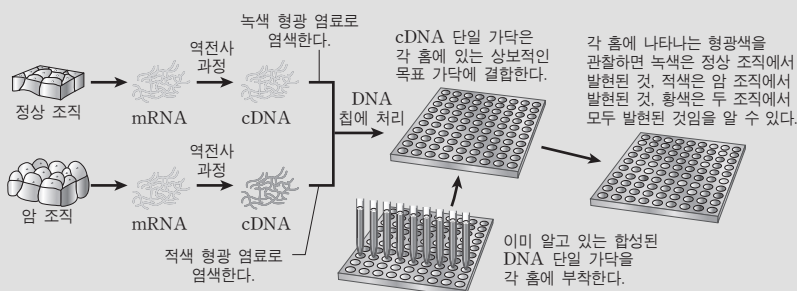 녹색 형광 염료로
염색한다.
역전사
과정
정상 조직
mRNA
cDNA
DNA
칩에 처리
cDNA 단일 가닥은
각 홈에 있는 상보적인
목표 가닥에 결합한다.
각 홈에 나타나는 형광색을
관찰하면 녹색은 정상 조직에서
발현된 것, 적색은 암 조직에서
발현된 것, 황색은 두 조직에서
모두 발현된 것임을 알 수 있다.
역전사
과정
암 조직
mRNA
cDNA
적색 형광 염료로
염색한다.
이미 알고 있는 합성된
DNA 단일 가닥을
각 홈에 부착한다.